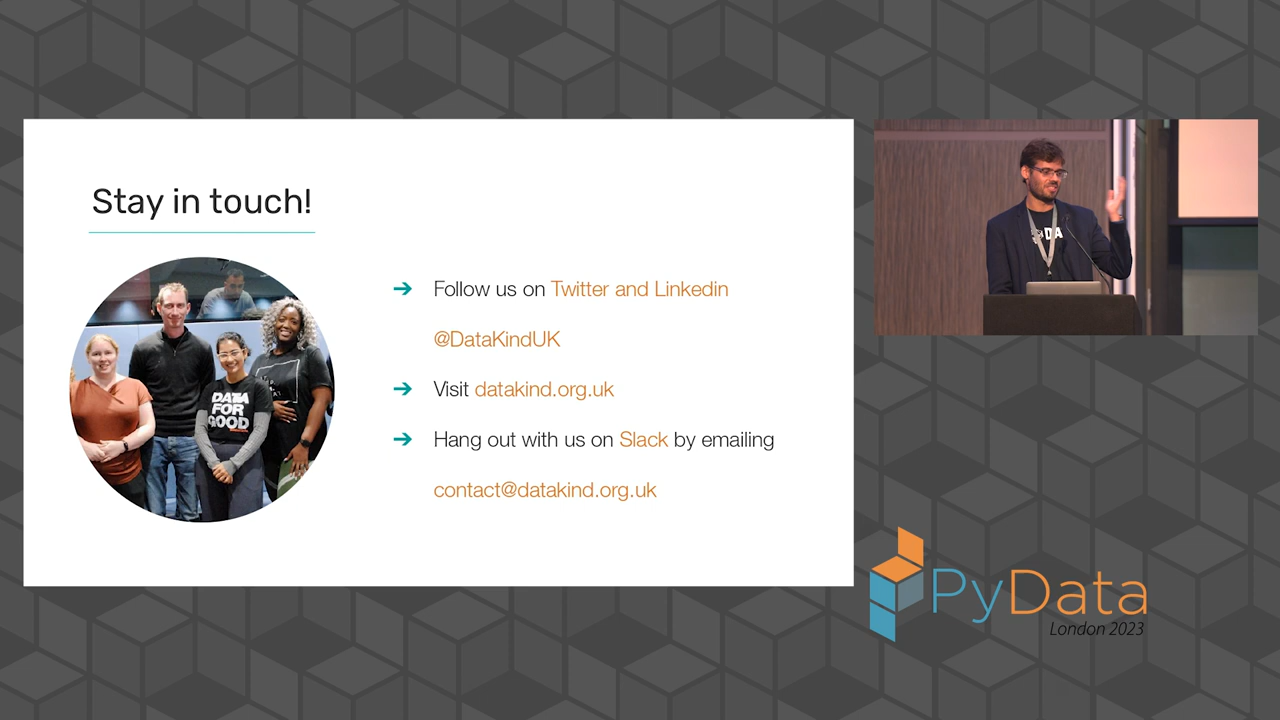 Stay in touch!
➔ Follow us on Twitter and Linkedin
@DataKindUK
➔ Visit datakind.org.uk
➔ Hang out with us on Slack by emailing
contact@datakind.org.uk
DATA
FOR
GOOD
PyData
London 2023